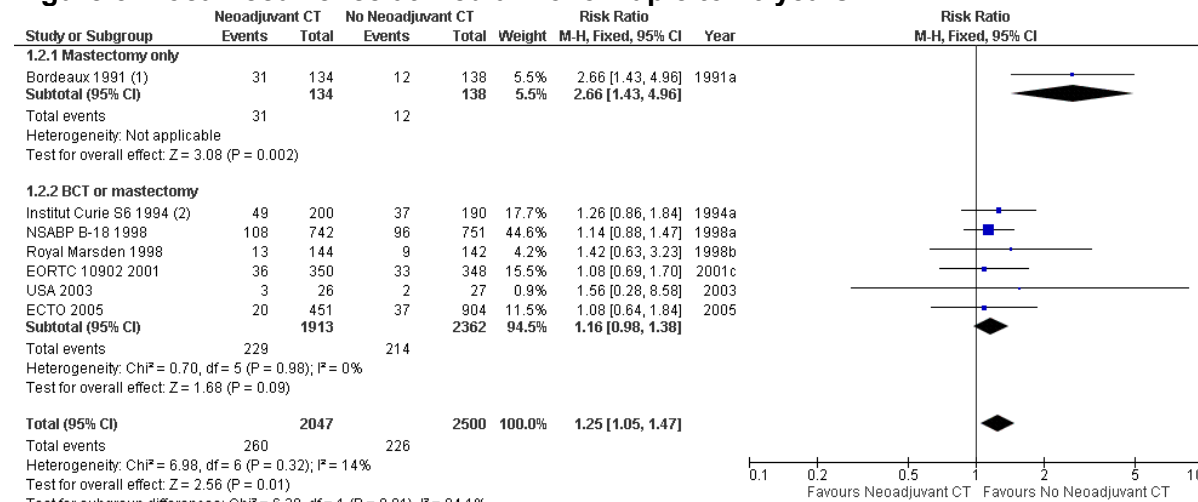 Neoadjuvant CT No Neoadjuvant CT Risk Ratio Risk Ratio
Study or Subgroup Events Total Events Total Weight M-H, Fixed, 95% CI Year M-H, Fixed, 95% CI
1.2.1 Mastectomy only
Bordeaux 1991 (1) 31 134 12 138 5.5% 2.66 [1.43, 4.96] 1991a
Subtotal (95% CI) 134 138 5.5% 2.66 [1.43, 4.96]
Total events 31 12
Heterogeneity: Not applicable
Test for overall effect: Z = 3.08 (P = 0.002)
1.2.2 BCT or mastectomy
Institut Curie S6 1994 (2) 49 200 37 190 17.7% 1.26 [0.86, 1.84] 1994a
NSABP B-18 1998 108 742 96 751 44.6% 1.14 [0.88, 1.47] 1998a
Royal Marsden 1998 13 144 9 142 4.2% 1.42 [0.63, 3.23] 1998b
EORTC 10902 2001 36 350 33 348 15.5% 1.08 [0.69, 1.70] 2001c
USA 2003 3 26 2 27 0.9% 1.56 [0.28, 8.58] 2003
ECTO 2005 20 451 37 904 11.5% 1.08 [0.64, 1.84] 2005
Subtotal (95% CI) 1913 2362 94.5% 1.16 [0.98, 1.38]
Total events 229 214
Heterogeneity: Chi² = 0.70, df = 5 (P = 0.98); I² = 0%
Test for overall effect: Z = 1.68 (P = 0.09)
Total (95% CI) 2047 2500 100.0% 1.25 [1.05, 1.47]
Total events 260 226
Heterogeneity: Chi² = 6.98, df = 6 (P = 0.32); I² = 14%
Test for overall effect: Z = 2.56 (P = 0.01)
0.1 0.2 0.5 1 2 5 10
Favours Neoadjuvant CT Favours No Neoadjuvant CT